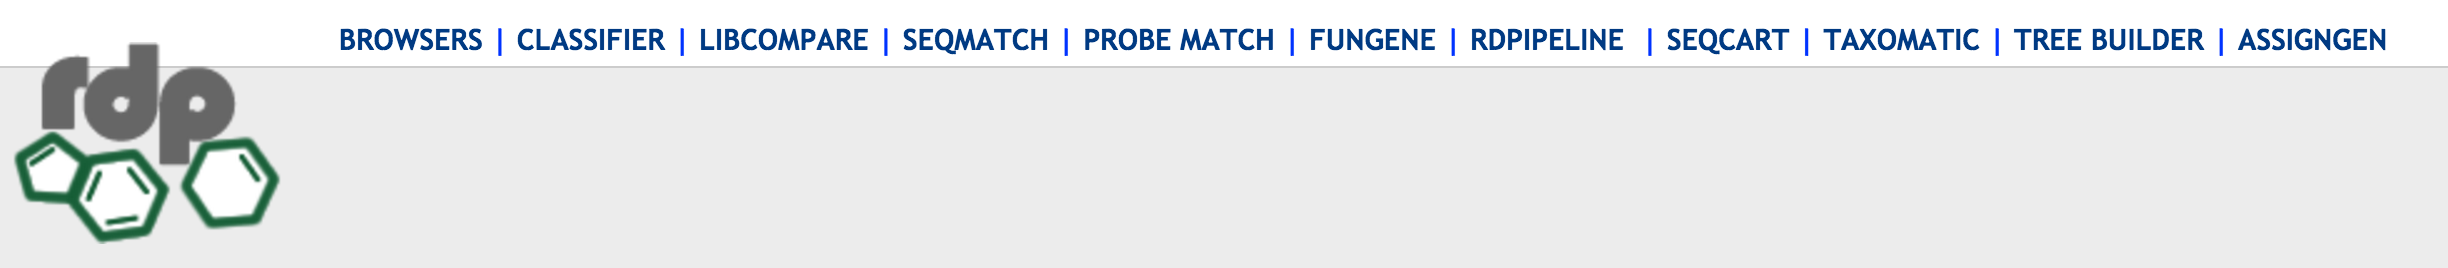 BROWSERS | CLASSIFIER | LIBCOMPARE | SEQMATCH | PROBE MATCH | FUNGENE | RDPIPELINE | SEQCART | TAXOMATIC | TREE BUILDER | ASSIGNGEN
rdp